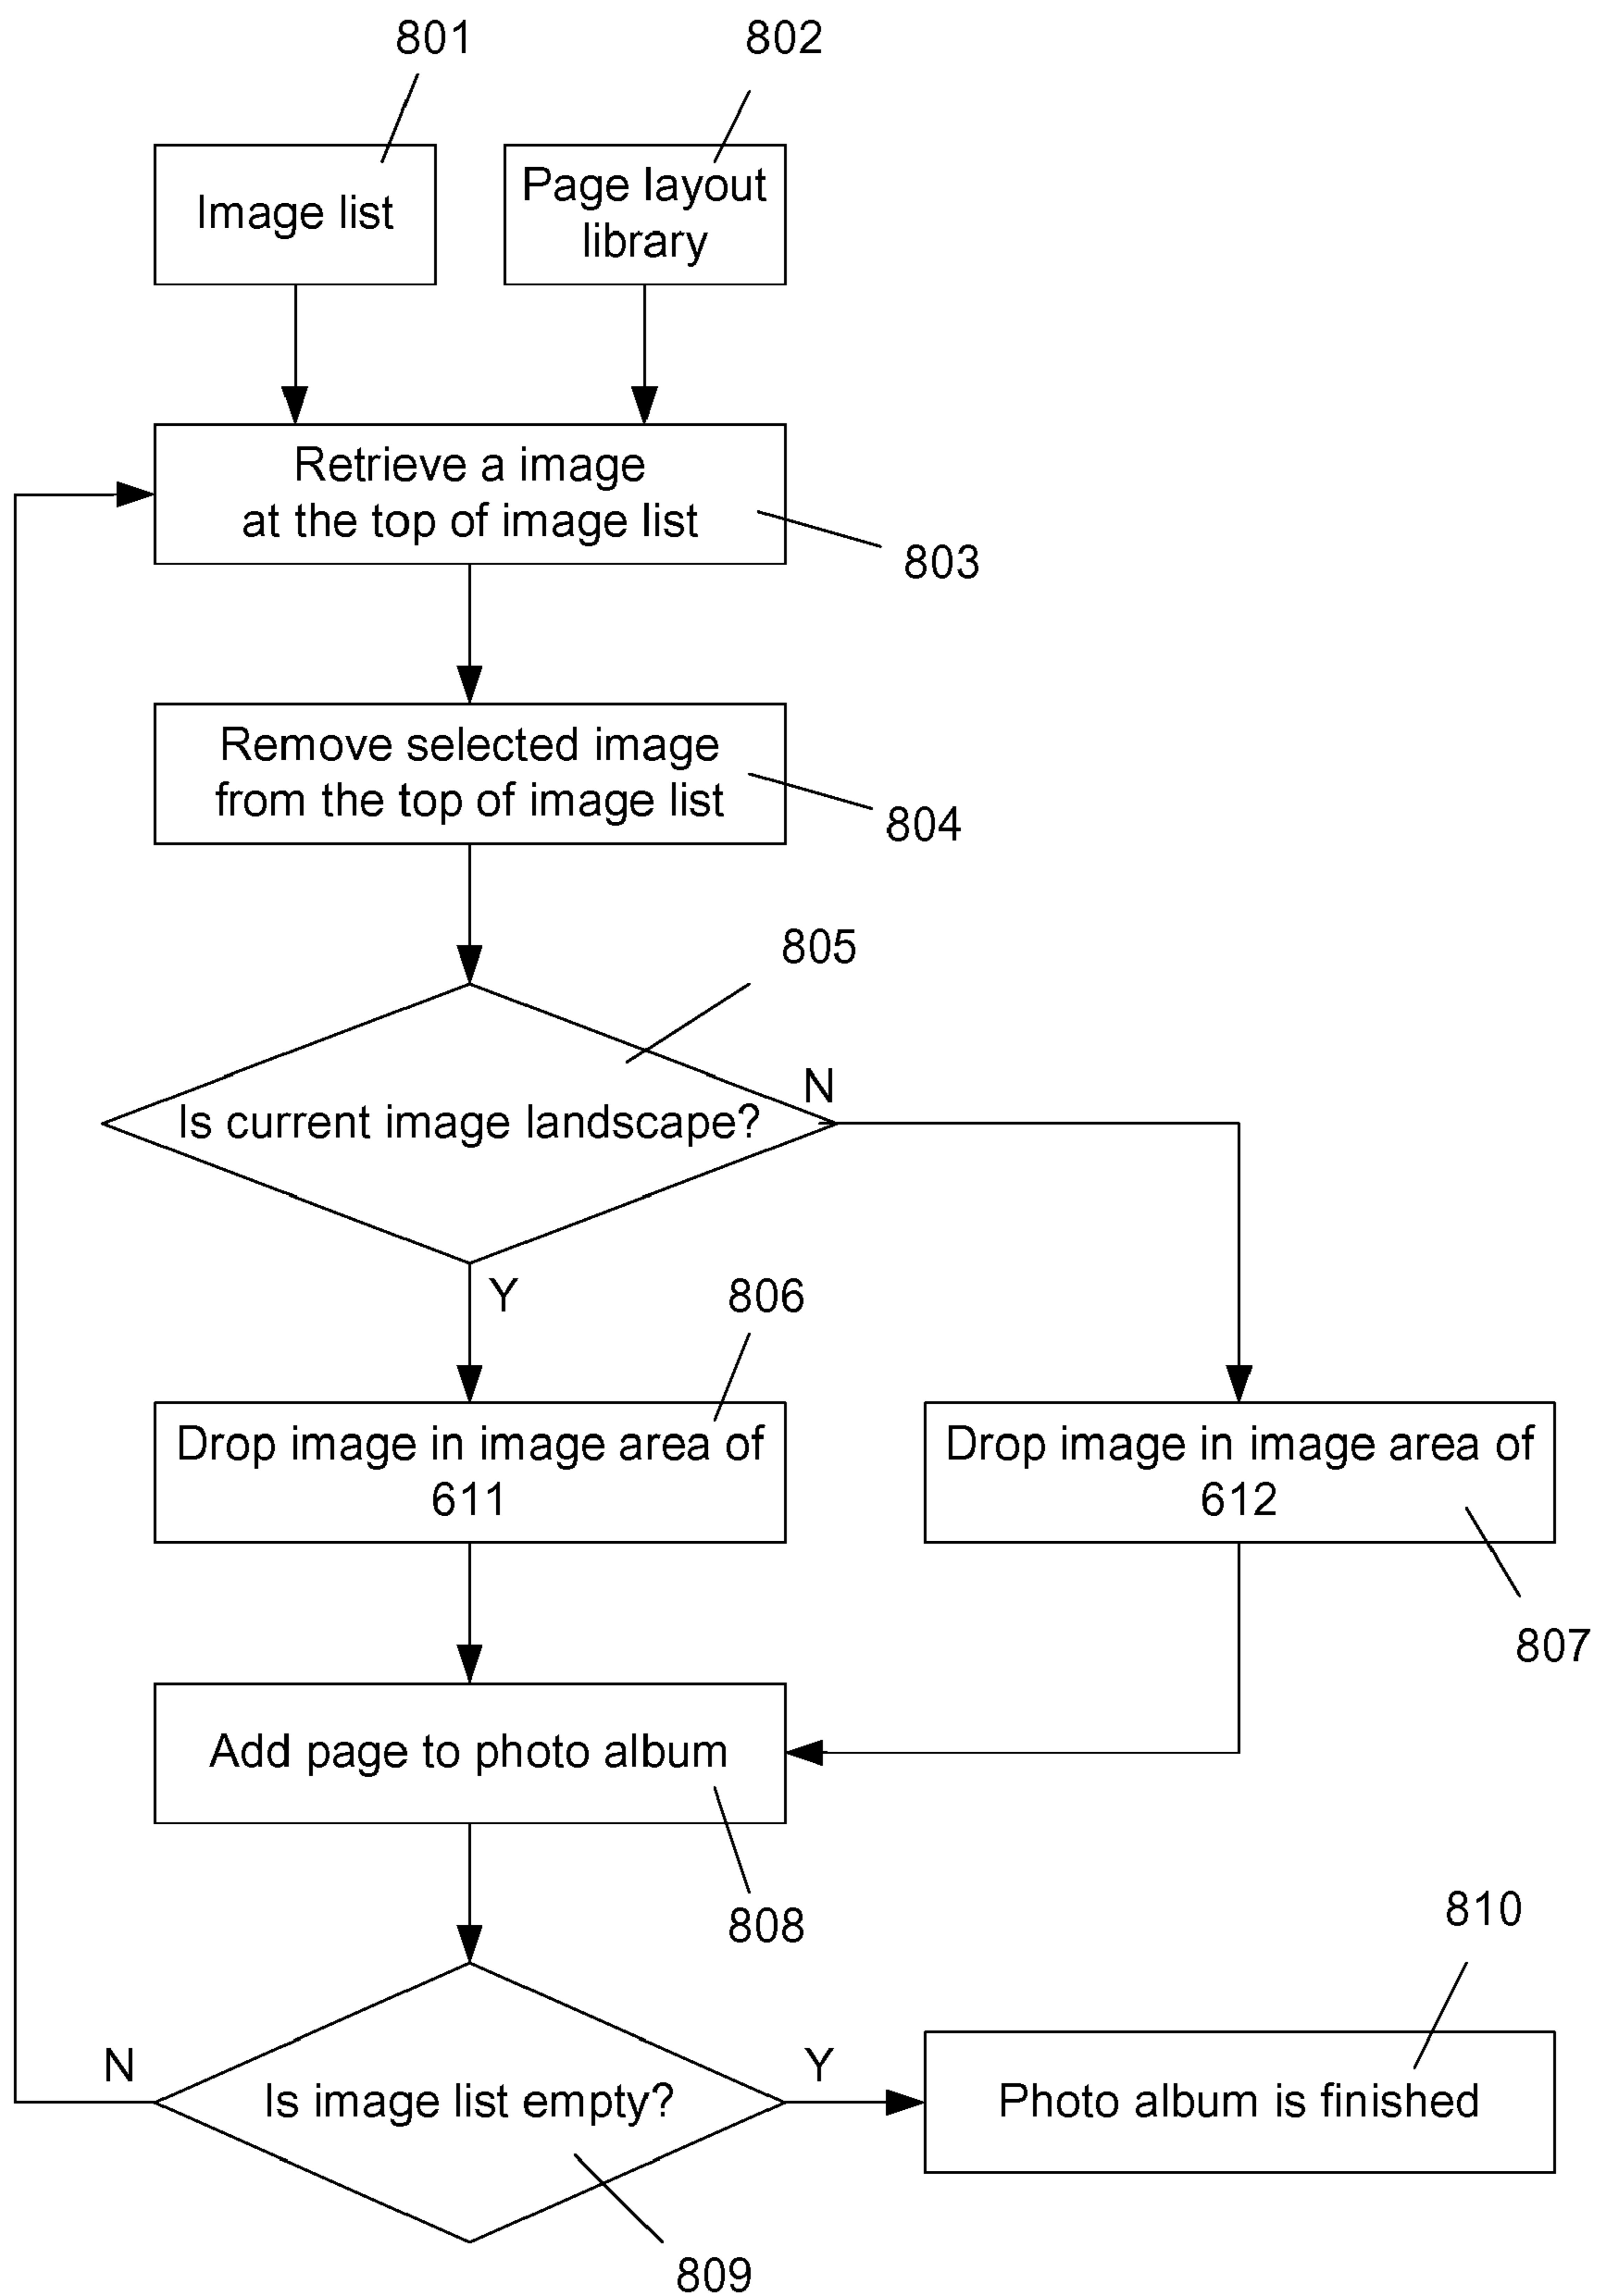 801
802
Image list
Page layout
library
Retrieve a image
at the top of image list
803
Remove selected image
from the top of image list
804
805
Is current image landscape?
N
Y
806
Drop image in image area of
611
Drop image in image area of
612
807
Add page to photo album
808
810
N
Is image list empty?
Y
Photo album is finished
809